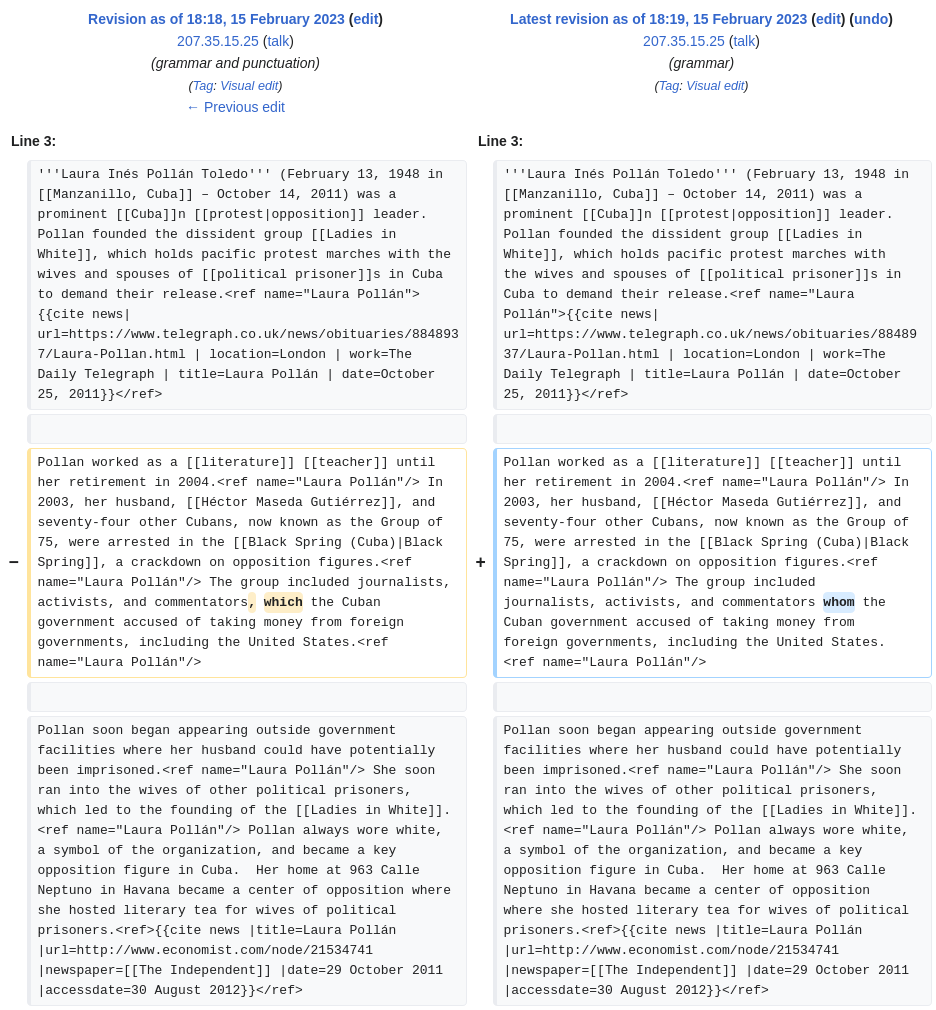 Revision as of 18:18, 15 February 2023 (edit)
207.35.15.25 (talk)
(grammar and punctuation)
(Tag: Visual edit)
← Previous edit
Latest revision as of 18:19, 15 February 2023 (edit) (undo)
207.35.15.25 (talk)
(grammar)
(Tag: Visual edit)
Line 3:
Line 3:
'''Laura Inés Pollán Toledo''' (February 13, 1948 in
[[Manzanillo, Cuba]] – October 14, 2011) was a
prominent [[Cuba]]n [[protest|opposition]] leader.
Pollan founded the dissident group [[Ladies in
White]], which holds pacific protest marches with the
wives and spouses of [[political prisoner]]s in Cuba
to demand their release.<ref name="Laura Pollán">
{{cite news|
url=https://www.telegraph.co.uk/news/obituaries/884893
7/Laura-Pollan.html | location=London | work=The
Daily Telegraph | title=Laura Pollán | date=October
25, 2011}}</ref>
'''Laura Inés Pollán Toledo''' (February 13, 1948 in
[[Manzanillo, Cuba]] – October 14, 2011) was a
prominent [[Cuba]]n [[protest|opposition]] leader.
Pollan founded the dissident group [[Ladies in
White]], which holds pacific protest marches with
the wives and spouses of [[political prisoner]]s in
Cuba to demand their release.<ref name="Laura
Pollán">{{cite news|
url=https://www.telegraph.co.uk/news/obituaries/88489
37/Laura-Pollan.html | location=London | work=The
Daily Telegraph | title=Laura Pollán | date=October
25, 2011}}</ref>
−
Pollan worked as a [[literature]] [[teacher]] until
her retirement in 2004.<ref name="Laura Pollán"/> In
2003, her husband, [[Héctor Maseda Gutiérrez]], and
seventy-four other Cubans, now known as the Group of
75, were arrested in the [[Black Spring (Cuba)|Black
Spring]], a crackdown on opposition figures.<ref
name="Laura Pollán"/> The group included journalists,
activists, and commentators, which the Cuban
government accused of taking money from foreign
governments, including the United States.<ref
name="Laura Pollán"/>
+
Pollan worked as a [[literature]] [[teacher]] until
her retirement in 2004.<ref name="Laura Pollán"/> In
2003, her husband, [[Héctor Maseda Gutiérrez]], and
seventy-four other Cubans, now known as the Group of
75, were arrested in the [[Black Spring (Cuba)|Black
Spring]], a crackdown on opposition figures.<ref
name="Laura Pollán"/> The group included
journalists, activists, and commentators whom the
Cuban government accused of taking money from
foreign governments, including the United States.
<ref name="Laura Pollán"/>
Pollan soon began appearing outside government
facilities where her husband could have potentially
been imprisoned.<ref name="Laura Pollán"/> She soon
ran into the wives of other political prisoners,
which led to the founding of the [[Ladies in White]].
<ref name="Laura Pollán"/> Pollan always wore white,
a symbol of the organization, and became a key
opposition figure in Cuba.  Her home at 963 Calle
Neptuno in Havana became a center of opposition where
she hosted literary tea for wives of political
prisoners.<ref>{{cite news |title=Laura Pollán
|url=http://www.economist.com/node/21534741
|newspaper=[[The Independent]] |date=29 October 2011
|accessdate=30 August 2012}}</ref>
Pollan soon began appearing outside government
facilities where her husband could have potentially
been imprisoned.<ref name="Laura Pollán"/> She soon
ran into the wives of other political prisoners,
which led to the founding of the [[Ladies in White]].
<ref name="Laura Pollán"/> Pollan always wore white,
a symbol of the organization, and became a key
opposition figure in Cuba.  Her home at 963 Calle
Neptuno in Havana became a center of opposition
where she hosted literary tea for wives of political
prisoners.<ref>{{cite news |title=Laura Pollán
|url=http://www.economist.com/node/21534741
|newspaper=[[The Independent]] |date=29 October 2011
|accessdate=30 August 2012}}</ref>